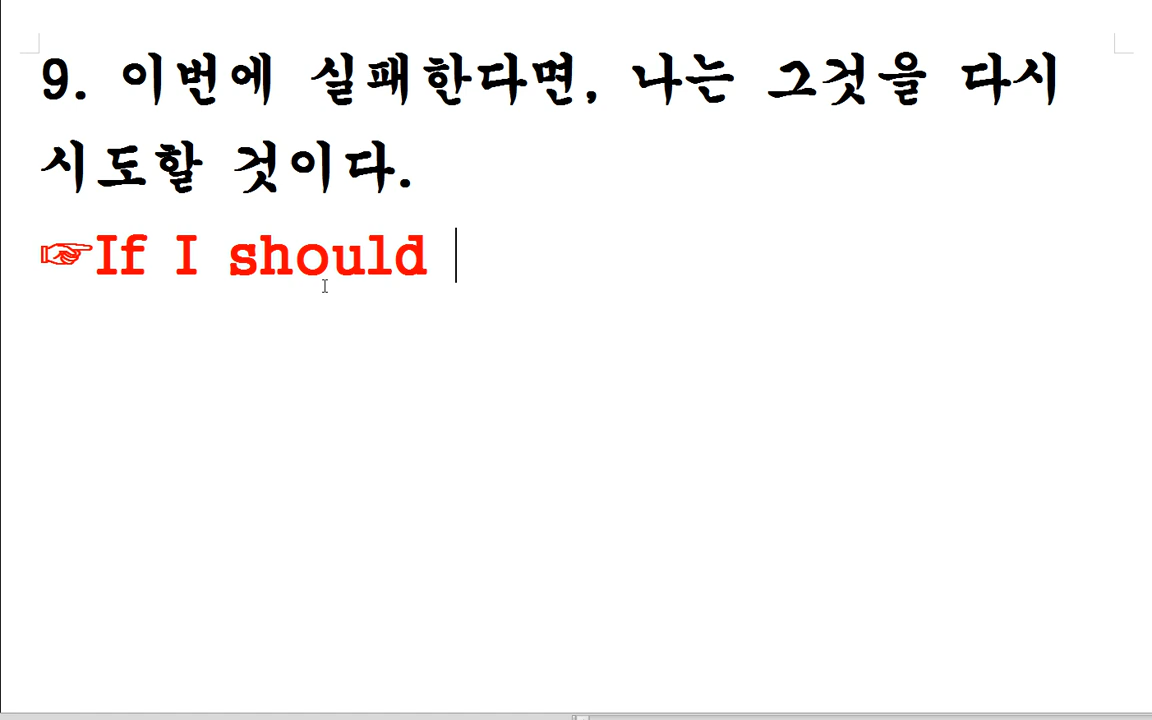 9. 이번에 실패한다면, 나는 그것을 다시
시도할 것이다.
☞If I should